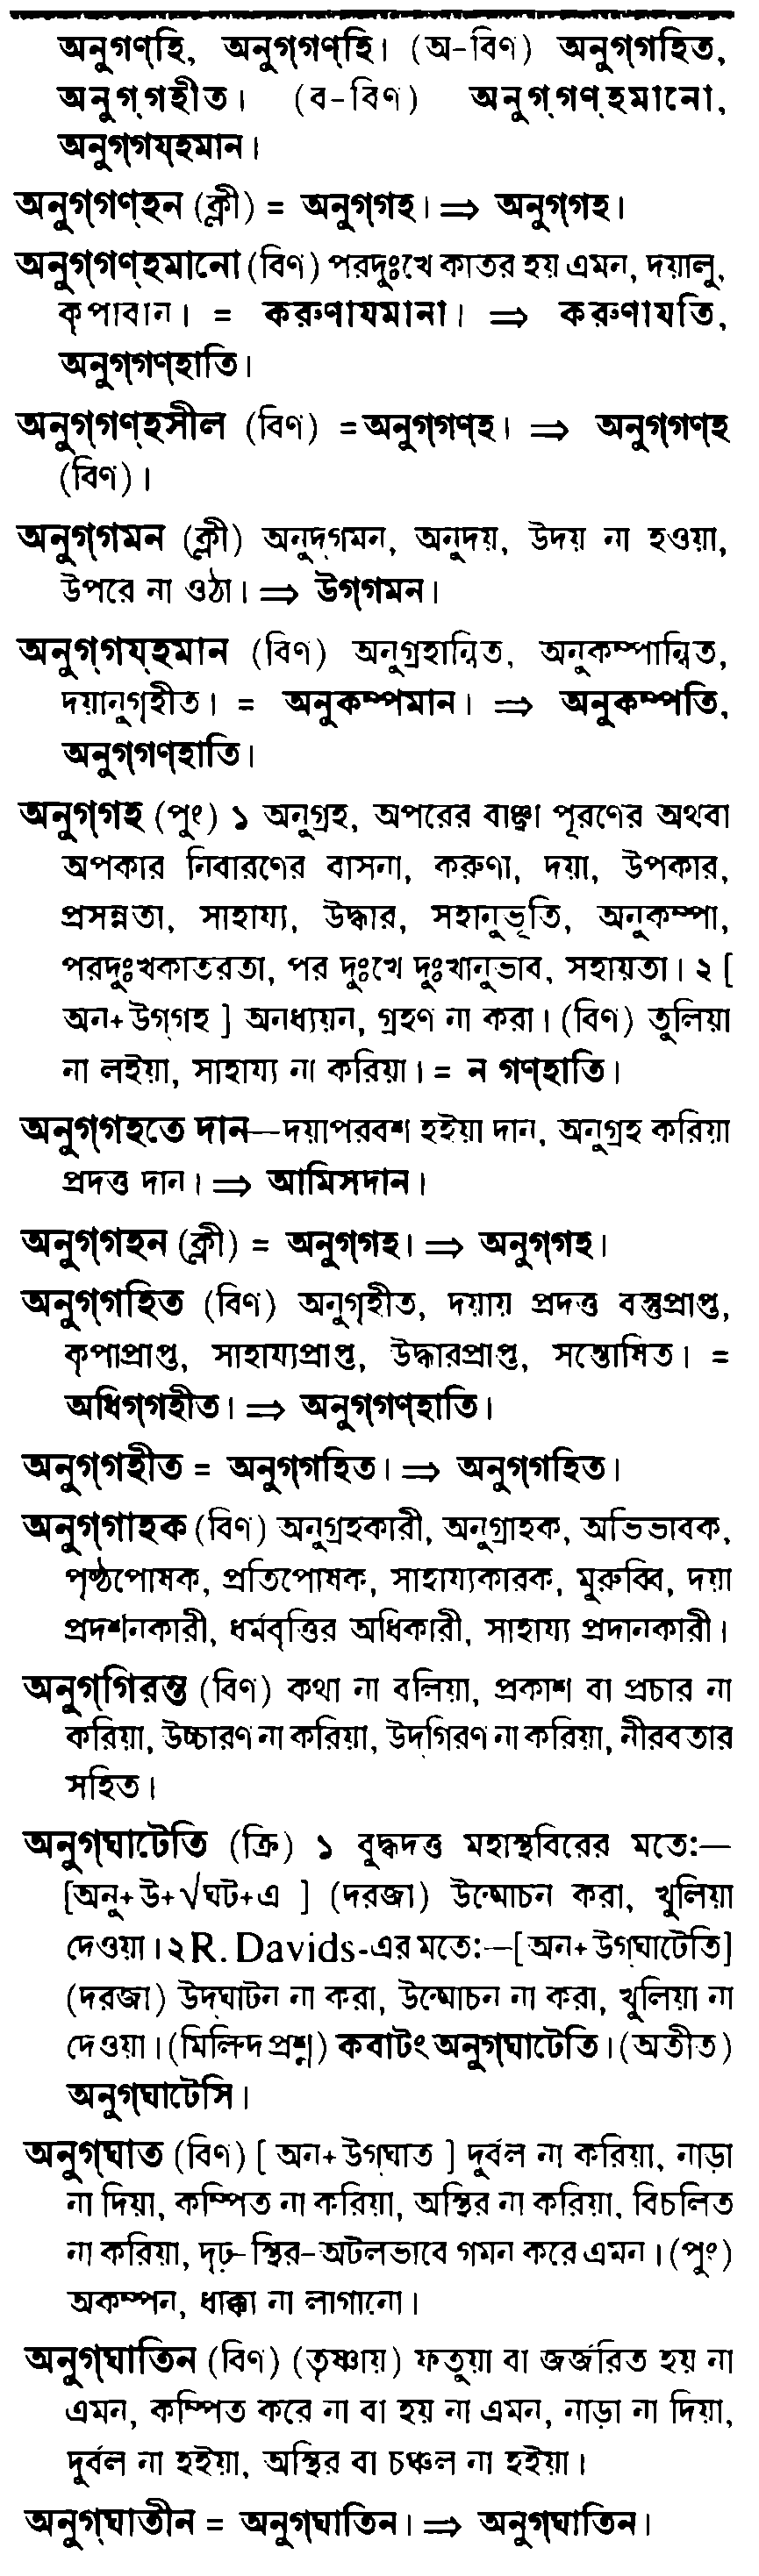 অনুগণ্‌হি, অনুগ্‌গণ্‌হি। (অ-বিণ) অনুগ্‌গহিত,
অনুগ্‌গহীত। (ব-বিণ) অনুগ্‌গণ্‌হমানো,
অনুগ্‌গয্‌হমান।
অনুগ্‌গণ্‌হন (ক্লী) = অনুগ্‌গহ। ⇒ অনুগ্‌গহ।
অনুগ্‌গণ্‌হমানো (বিণ) পরদুঃখে কাতর হয় এমন, দয়ালু,
কৃপাবান। = করুণাযমানা। ⇒ করুণাযতি,
অনুগ্‌গণ্‌হাতি।
অনুগ্‌গণ্‌হসীল (বিণ) =অনুগ্‌গণ্‌হ। ⇒ অনুগ্‌গণ্‌হ
(বিণ)।
অনুগ্‌গমন (ক্লী) অনুদ্‌গমন, অনুদয়, উদয় না হওয়া,
উপরে না ওঠা। ⇒ উগ্‌গমন।
অনুগ্‌গয্‌হমান (বিণ) অনুগ্রহান্বিত, অনুকম্পান্বিত,
দয়ানুগৃহীত। = অনুকম্পমান। ⇒ অনুকম্পতি,
অনুগ্‌গণ্‌হাতি।
অনুগ্‌গহ (পুং) ১ অনুগ্রহ, অপরের বাঞ্ছা পূরণের অথবা
অপকার নিবারণের বাসনা, করুণা, দয়া, উপকার,
প্রসন্নতা, সাহায্য, উদ্ধার, সহানুভূতি, অনুকম্পা,
পরদুঃখকাতরতা, পর দুঃখে দুঃখানুভাব, সহায়তা। ২ [
অন+ উগ্‌গহ ] অনধ্যয়ন, গ্রহণ না করা। (বিণ) তুলিয়া
না লইয়া, সাহায্য না করিয়া। = ন গণ্‌হাতি।
অনুগ্‌গহতে দান—দয়াপরবশ হইয়া দান, অনুগ্রহ করিয়া
প্রদত্ত দান। ⇒ আমিসদান।
অনুগ্‌গহন (ক্লী) = অনুগ্‌গহ। ⇒ অনুগ্‌গহ।
অনুগ্‌গহিত (বিণ) অনুগৃহীত, দয়ায় প্রদত্ত বস্তুপ্রাপ্ত,
কৃপাপ্রাপ্ত, সাহায্যপ্রাপ্ত, উদ্ধারপ্রাপ্ত, সন্তোষিত। =
অধিগ্‌গহীত। ⇒ অনুগ্‌গণ্‌হাতি।
অনুগ্‌গহীত = অনুগ্‌গহিত। ⇒ অনুগ্‌গহিত।
অনুগ্‌গাহক (বিণ) অনুগ্রহকারী, অনুগ্রাহক, অভিভাবক,
পৃষ্ঠপোষক, প্রতিপোষক, সাহায্যকারক, মুরুব্বি, দয়া
প্রদর্শনকারী, ধর্মবৃত্তির অধিকারী, সাহায্য প্রদানকারী।
অনুগ্‌গিরন্ত (বিণ) কথা না বলিয়া, প্রকাশ বা প্রচার না
করিয়া, উচ্চারণ না করিয়া, উদ্‌গিরণ না করিয়া, নীরবতার
সহিত।
অনুগ্‌ঘাটেতি (ক্রি) ১ বুদ্ধদত্ত মহাস্থবিরের মতে:—
[অনু+ উ+√ঘট+এ ] (দরজা) উন্মোচন করা, খুলিয়া
দেওয়া। ২ R. Davids-এর মতে:—[ অন+ উগ্‌ঘাটেতি]
(দরজা) উদ্‌ঘাটন না করা, উন্মোচন না করা, খুলিয়া না
দেওয়া। (মিলিন্দ প্রশ্ন) কবাটং অনুগ্‌ঘাটেতি। (অতীত)
অনুগ্‌ঘাটেসি।
অনুগ্‌ঘাত (বিণ) [ অন+ উগ্‌ঘাত ] দুর্বল না করিয়া, নাড়া
না দিয়া, কম্পিত না করিয়া, অস্থির না করিয়া, বিচলিত
না করিয়া, দৃঢ়-স্থির-অটলভাবে গমন করে এমন। (পুং)
অকম্পন, ধাক্কা না লাগানো।
অনুগ্‌ঘাতিন (বিণ) (তৃষ্ণায়) ফতুয়া বা জর্জরিত হয় না
এমন, কম্পিত করে না বা হয় না এমন, নাড়া না দিয়া,
দুর্বল না হইয়া, অস্থির বা চঞ্চল না হইয়া।
অনুগ্‌ঘাতীন = অনুগ্‌ঘাতিন। ⇒ অনুগ্‌ঘাতিন।